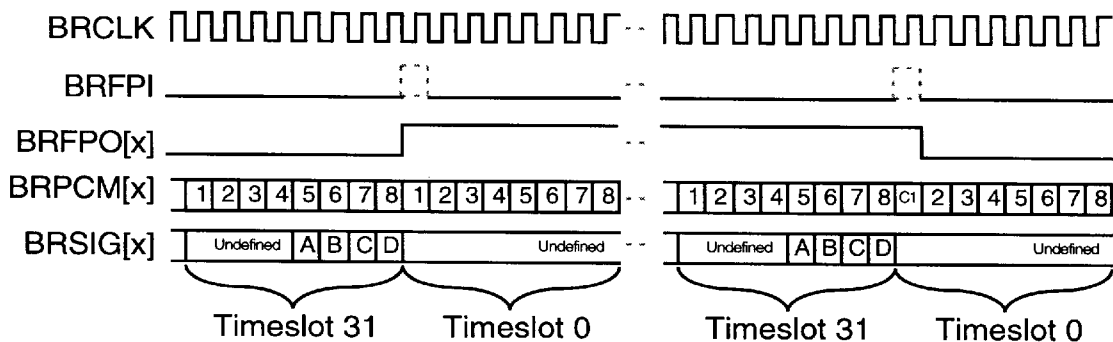 BRCLK
BRFPI
BRFPO[x]
BRPCM[x] 1 2 3 4 5 6 7 8 1 2 3 4 5 6 7 8 1 2 3 4 5 6 7 8 C1 2 3 4 5 6 7 8
BRSIG[x] Undefined A B C D Undefined Undefined A B C D Undefined
Timeslot 31 Timeslot 0 Timeslot 31 Timeslot 0